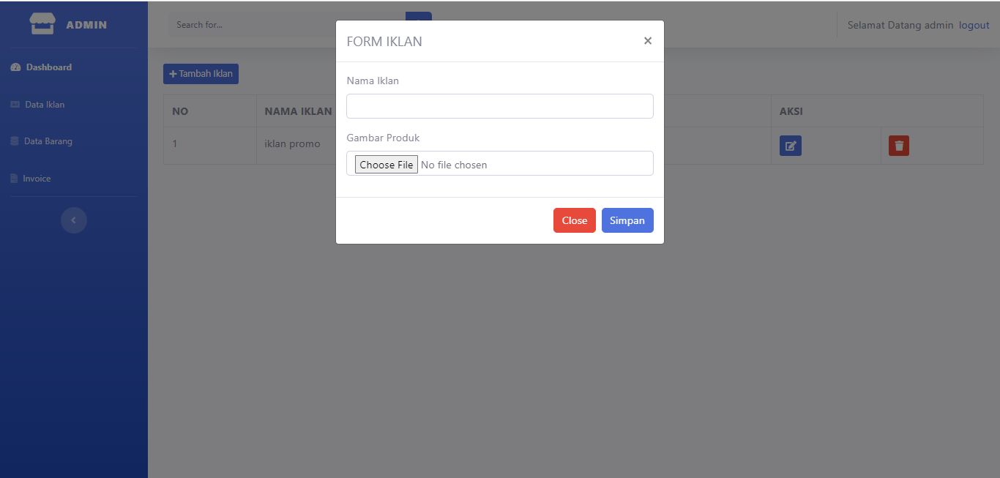 ADMIN
Search for...
Selamat Datang admin logout
Dashboard
Data Iklan
Data Barang
Invoice
Tambah Iklan
NO NAMA IKLAN AKSI
1 iklan promo
FORM IKLAN ×
Nama Iklan
Gambar Produk
Choose File No file chosen
Close Simpan